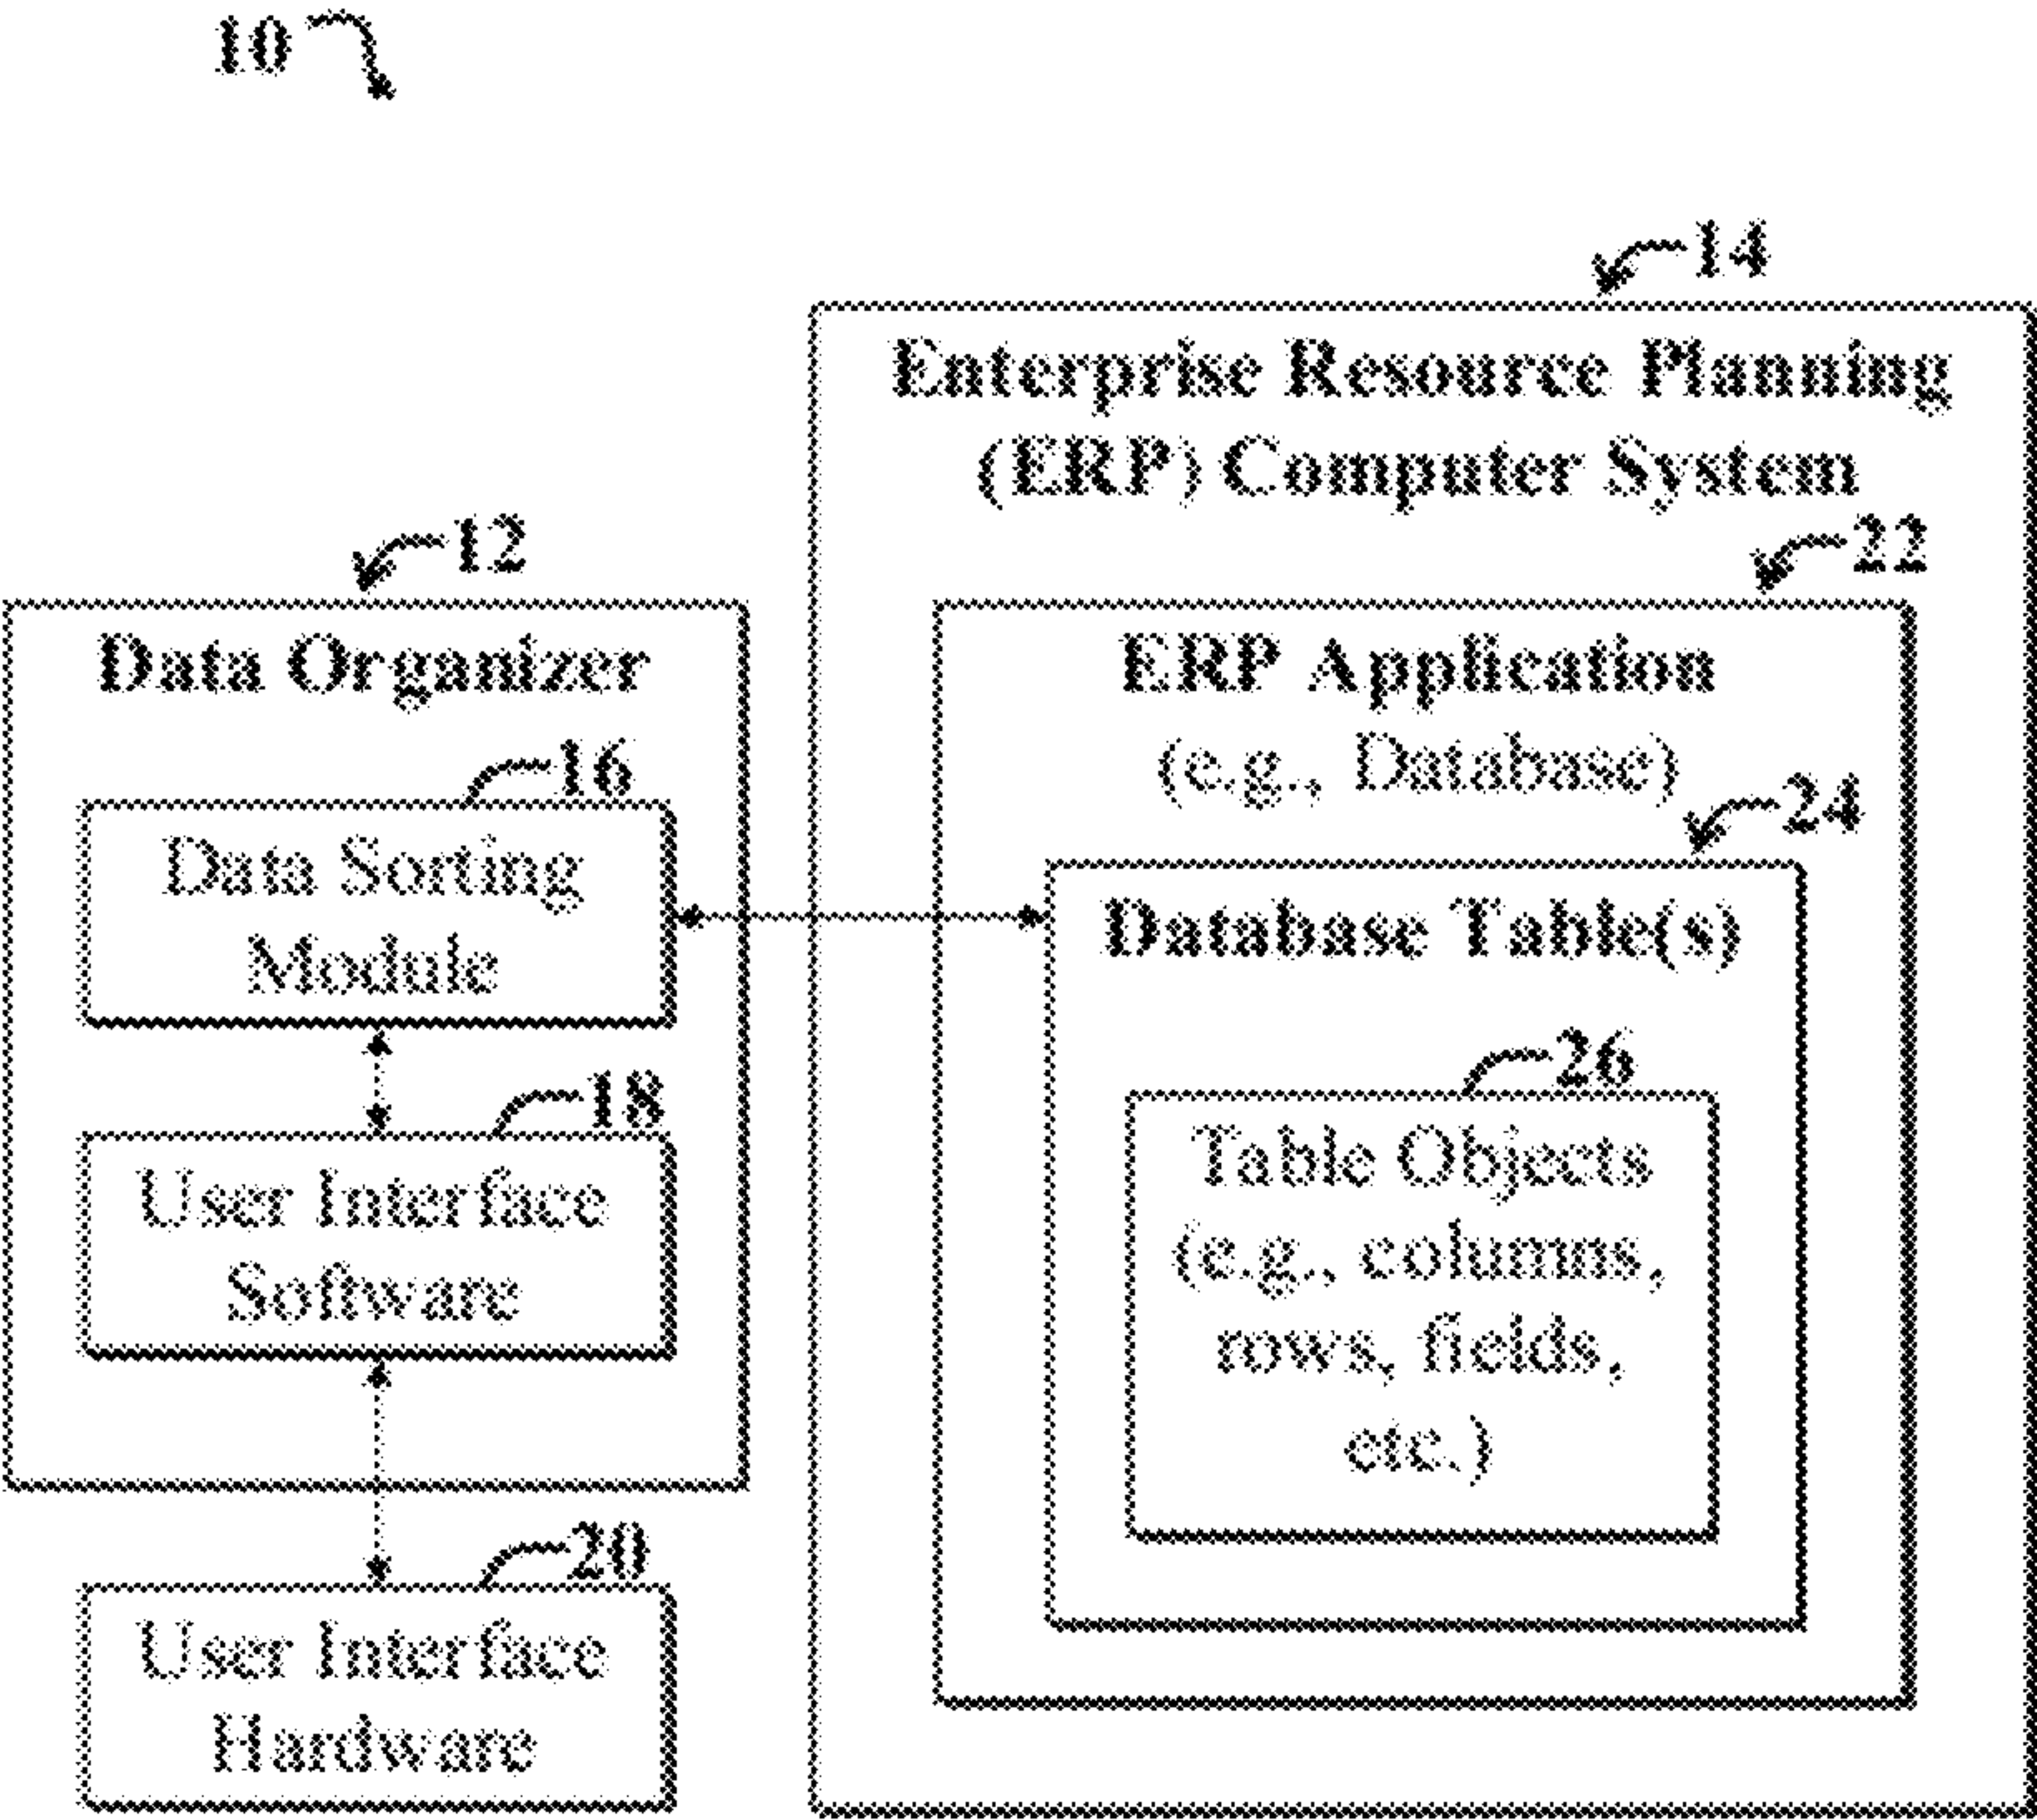 10
14
Enterprise Resource Planning
(ERP) Computer System
12
Data Organizer
16
Data Sorting
Module
18
User Interface
Software
20
User Interface
Hardware
22
ERP Application
(e.g., Database)
24
Database Table(s)
26
Table Objects
(e.g., columns,
rows, fields,
etc.)